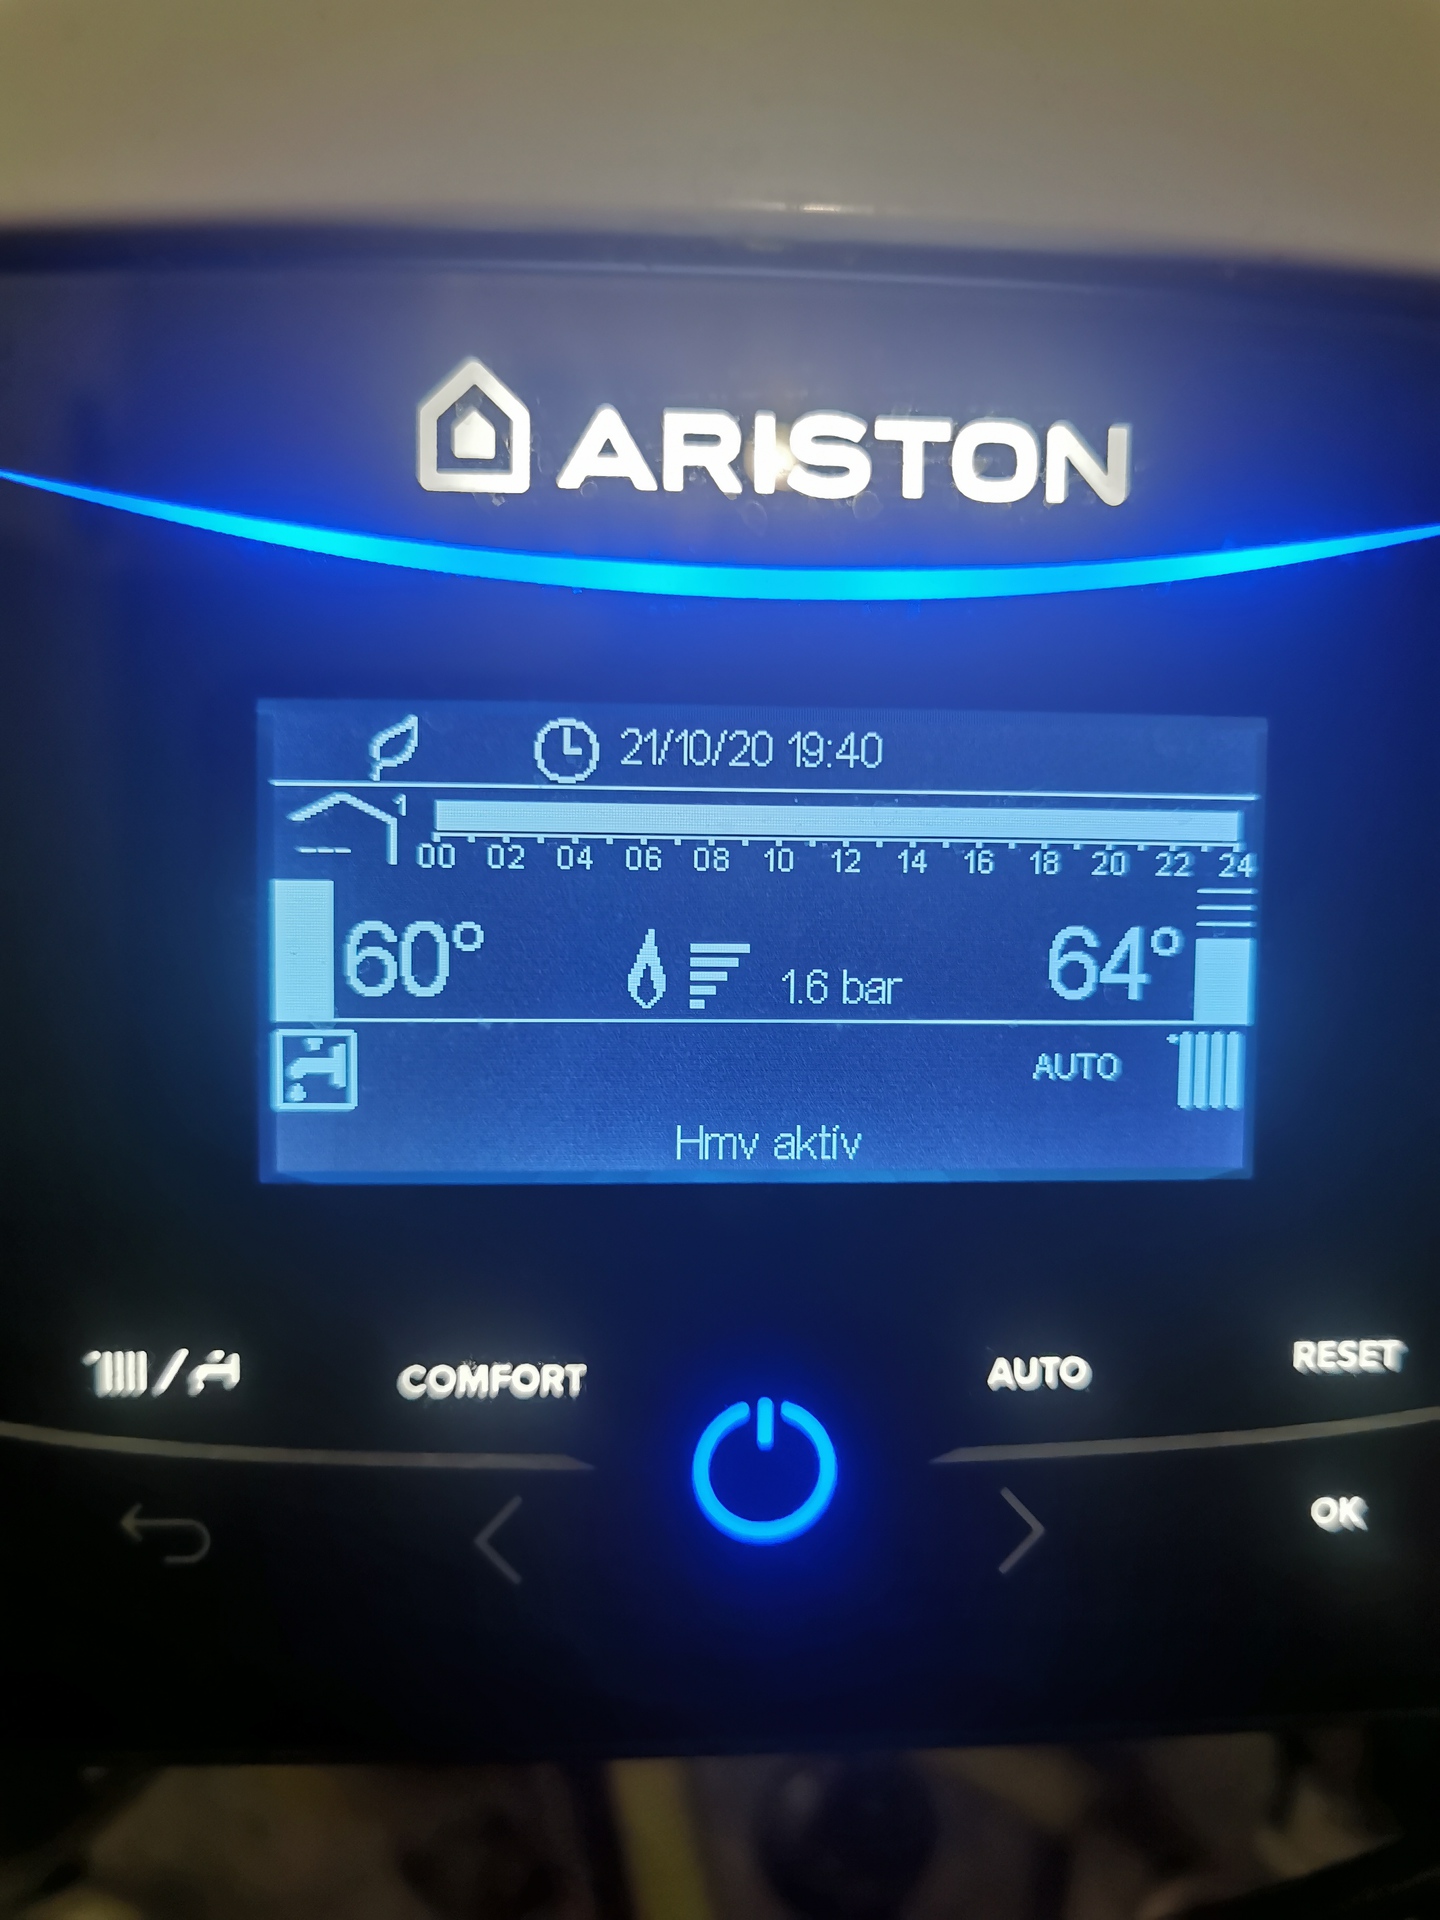 ARISTON
21/10/20 19:40
1
00 02 04 06 08 10 12 14 16 18 20 22 24
60° 1.6 bar 64°
AUTO
Hmv aktív
COMFORT AUTO RESET
OK